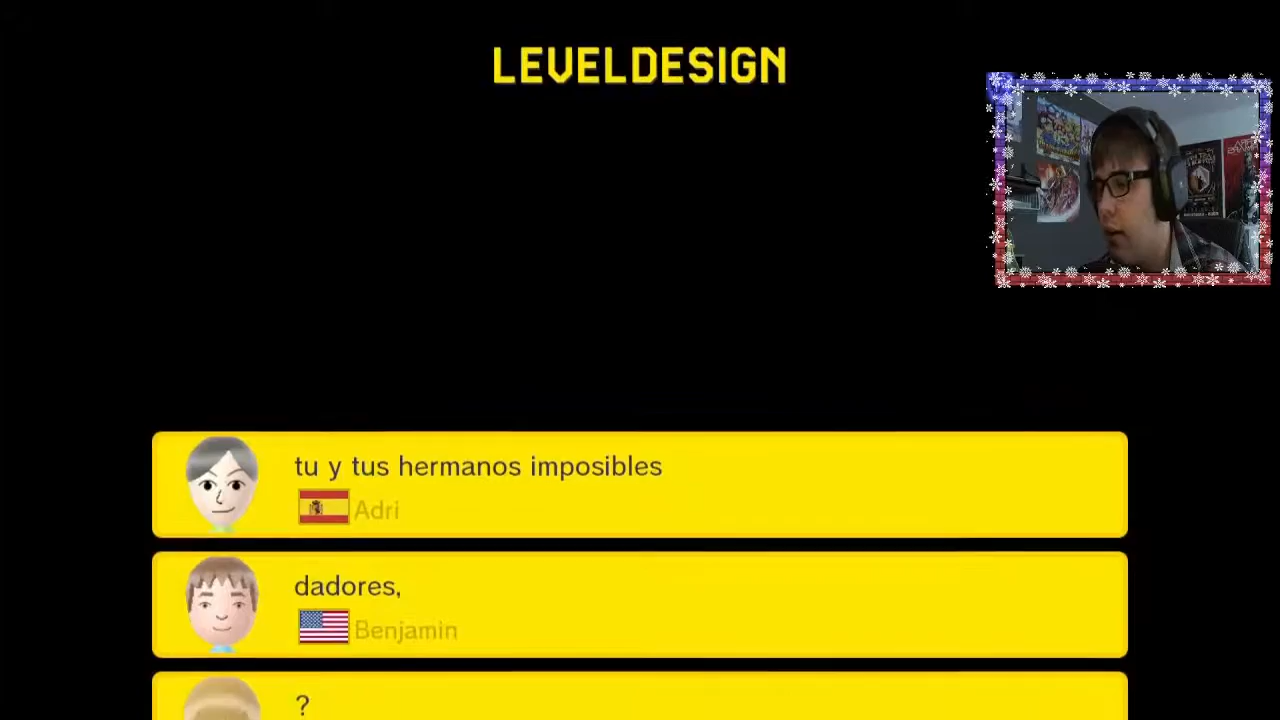 LEVELDESIGN
tu y tus hermanos imposibles
Adri
dadores,
Benjamin
?